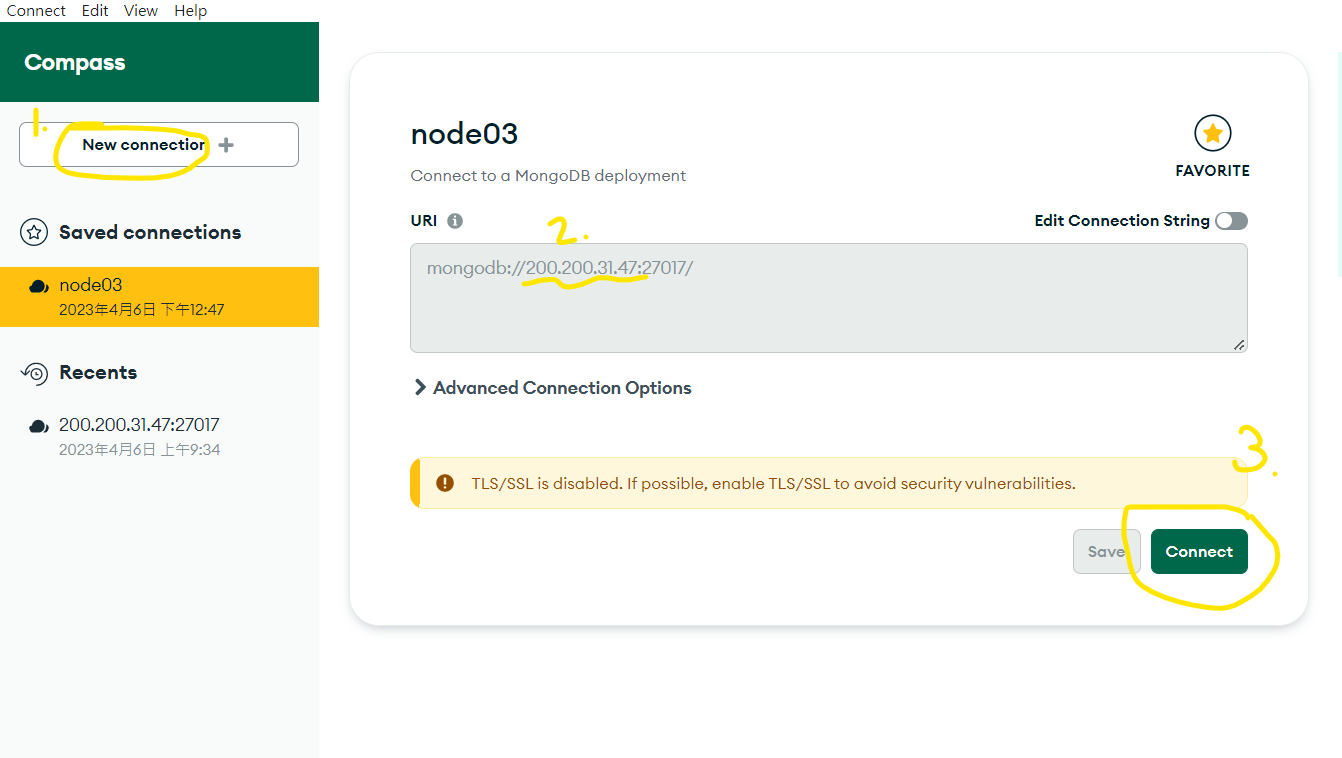 Connect Edit View Help
Compass
1.
New connection
Saved connections
node03
2023年4月6日 下午12:47
Recents
200.200.31.47:27017
2023年4月6日 上午9:34
node03
FAVORITE
Connect to a MongoDB deployment
URI
Edit Connection String
2.
mongodb://200.200.31.47:27017/
Advanced Connection Options
3.
TLS/SSL is disabled. If possible, enable TLS/SSL to avoid security vulnerabilities.
Save
Connect